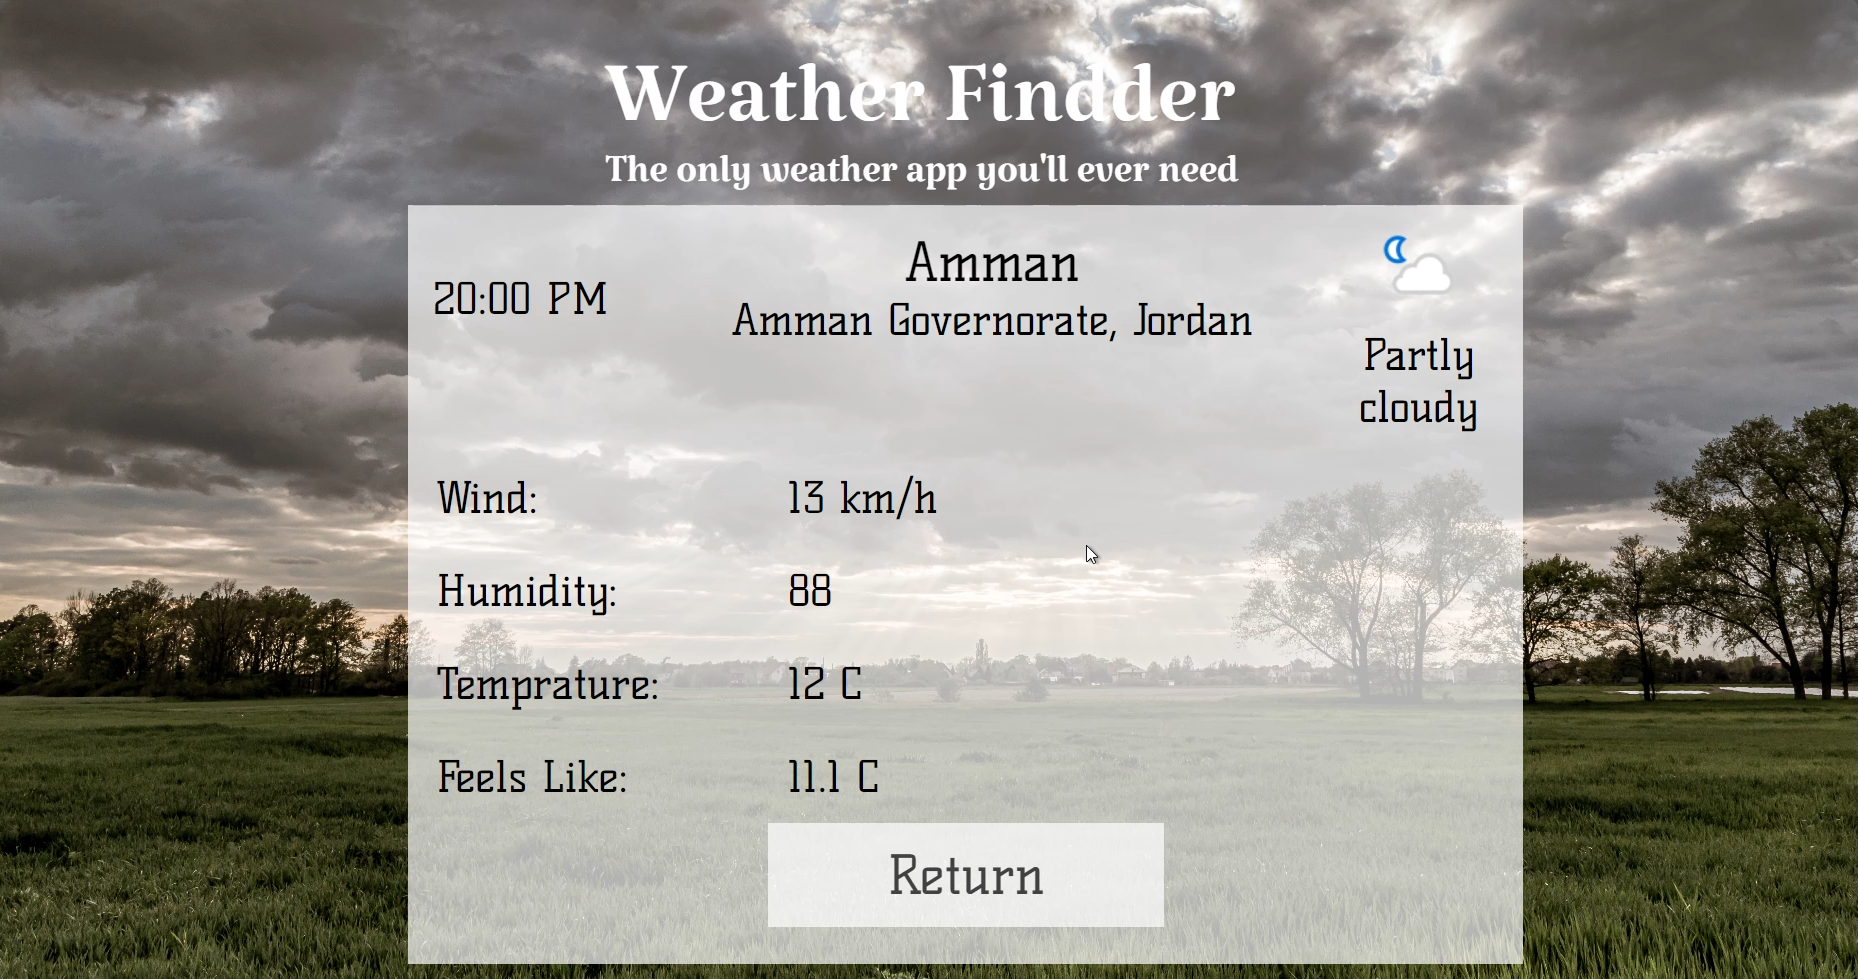 Weather Findder
The only weather app you'll ever need
20:00 PM
Amman
Amman Governorate, Jordan
Partly
cloudy
Wind: 13 km/h
Humidity: 88
Temprature: 12 C
Feels Like: 11.1 C
Return